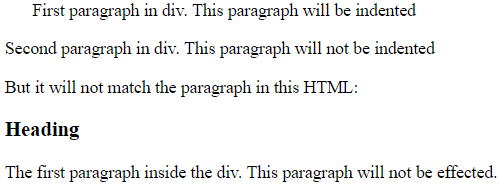 First paragraph in div. This paragraph will be indented
Second paragraph in div. This paragraph will not be indented
But it will not match the paragraph in this HTML:
Heading
The first paragraph inside the div. This paragraph will not be effected.